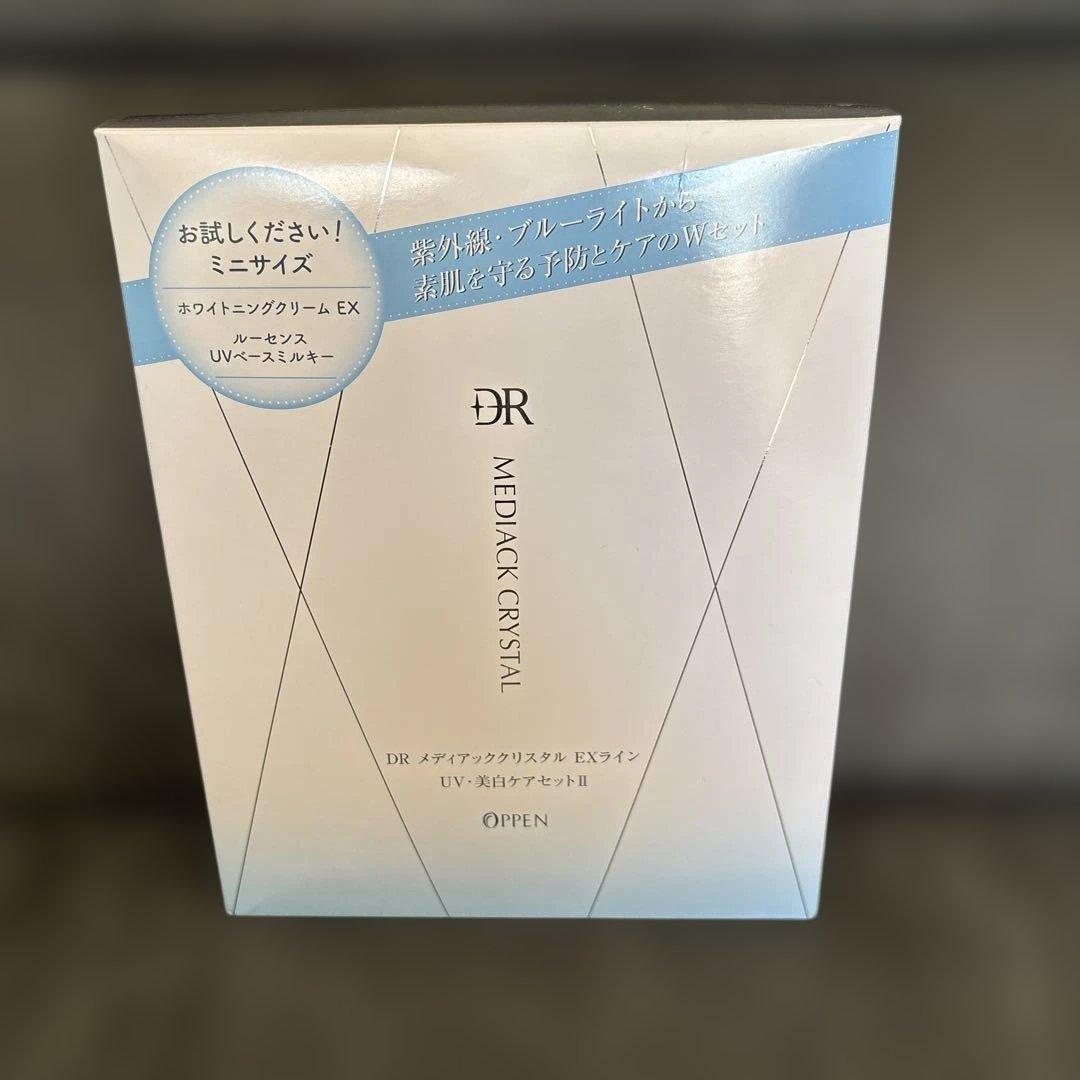 お試しください!
ミニサイズ
ホワイトニングクリーム EX
ルーセンス
UVベースミルキー
紫外線・ブルーライトから
素肌を守る予防とケアのWセット
DR
MEDIACK CRYSTAL
DR メディアッククリスタル EXライン
UV・美白ケアセットⅡ
OPPEN